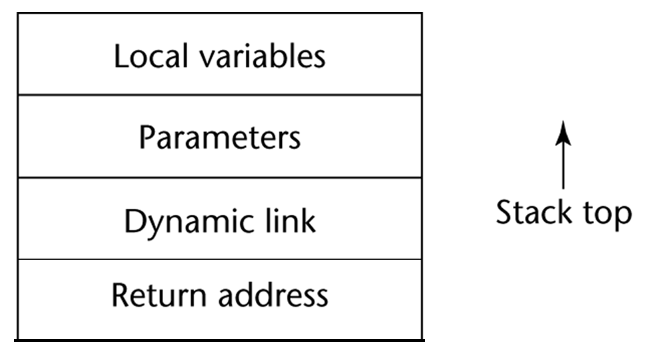 Local variables
Parameters
Dynamic link
Return address
Stack top